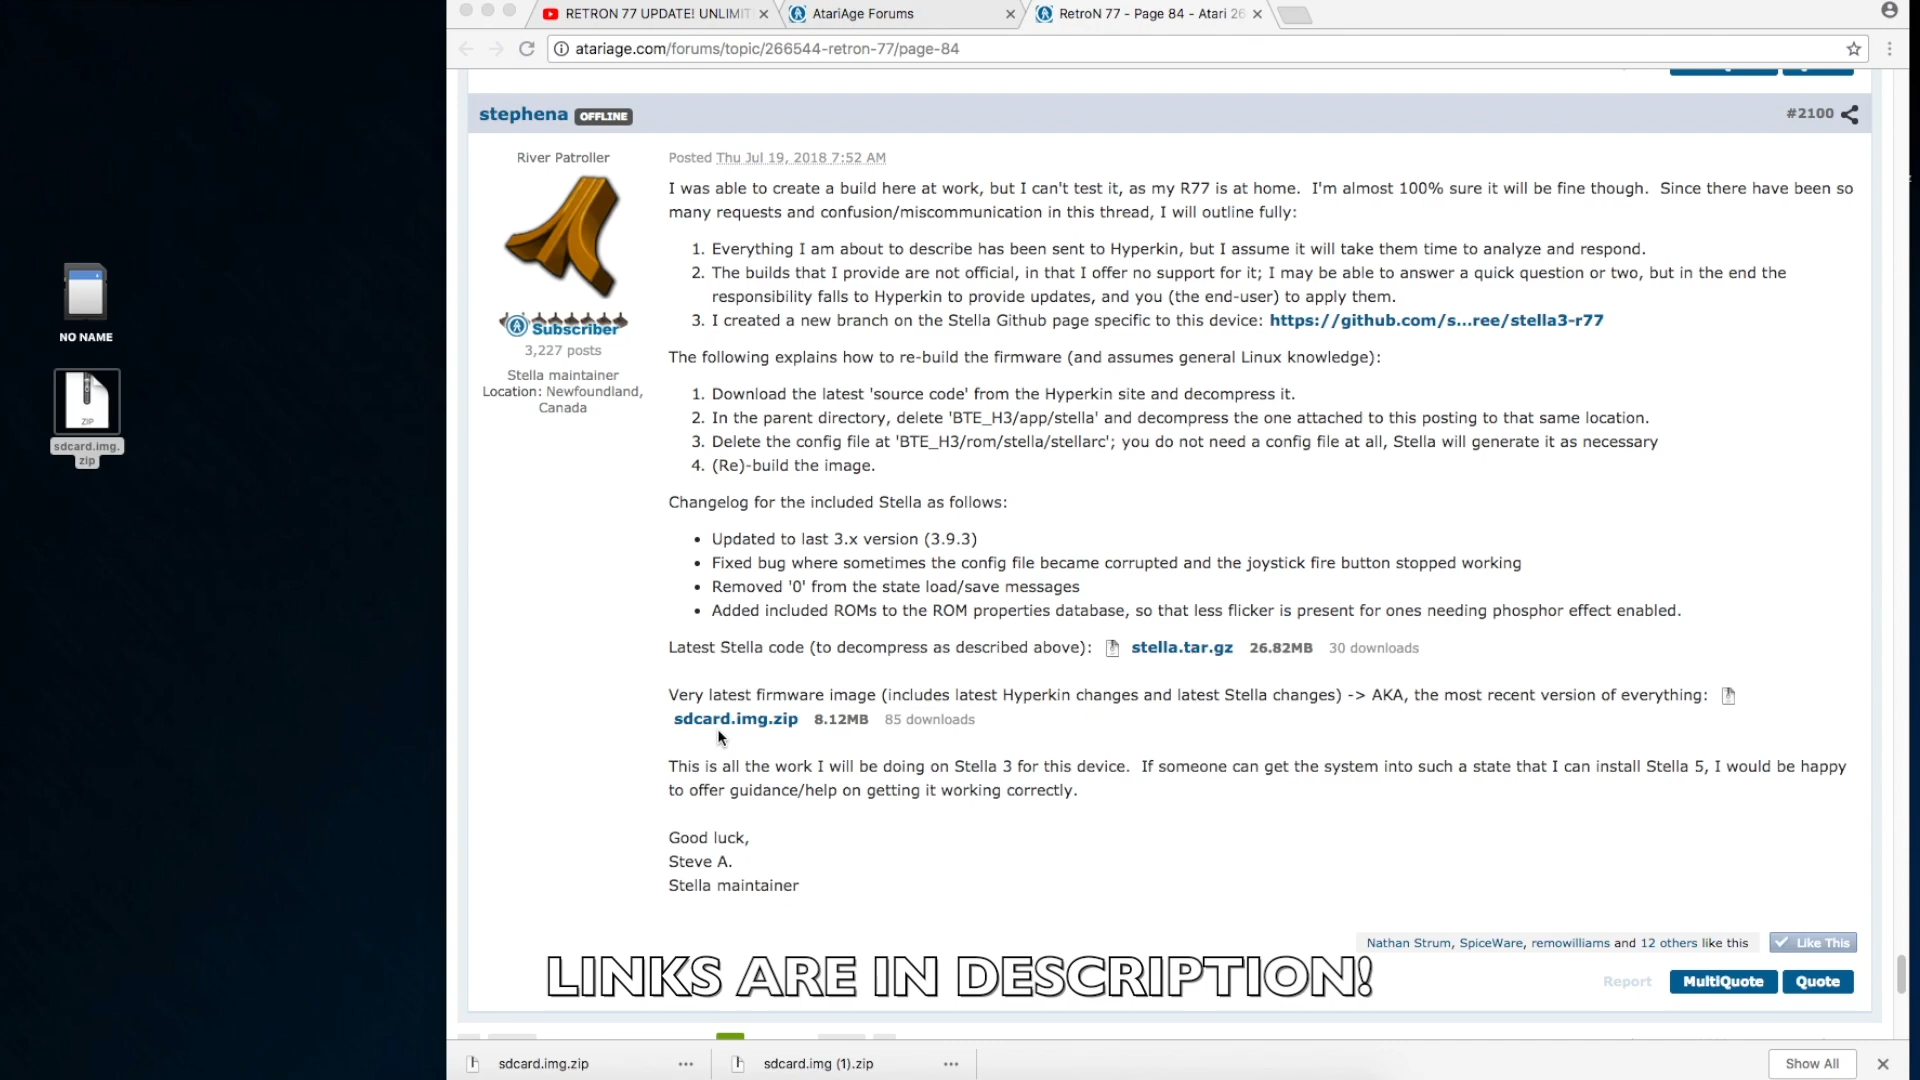 RETRON 77 UPDATE! UNLIMIT
AtariAge Forums
RetroN 77 - Page 84 - Atari 26
atariage.com/forums/topic/266544-retron-77/page-84
stephena OFFLINE
#2100
River Patroller
Subscriber
3,227 posts
Stella maintainer
Location: Newfoundland,
Canada
Posted Thu Jul 19, 2018 7:52 AM
I was able to create a build here at work, but I can't test it, as my R77 is at home. I'm almost 100% sure it will be fine though. Since there have been so
many requests and confusion/miscommunication in this thread, I will outline fully:
1. Everything I am about to describe has been sent to Hyperkin, but I assume it will take them time to analyze and respond.
2. The builds that I provide are not official, in that I offer no support for it; I may be able to answer a quick question or two, but in the end the
responsibility falls to Hyperkin to provide updates, and you (the end-user) to apply them.
3. I created a new branch on the Stella Github page specific to this device: https://github.com/s...ree/stella3-r77
The following explains how to re-build the firmware (and assumes general Linux knowledge):
1. Download the latest 'source code' from the Hyperkin site and decompress it.
2. In the parent directory, delete 'BTE_H3/app/stella' and decompress the one attached to this posting to that same location.
3. Delete the config file at 'BTE_H3/rom/stella/stellarc'; you do not need a config file at all, Stella will generate it as necessary
4. (Re)-build the image.
Changelog for the included Stella as follows:
• Updated to last 3.x version (3.9.3)
• Fixed bug where sometimes the config file became corrupted and the joystick fire button stopped working
• Removed '0' from the state load/save messages
• Added included ROMs to the ROM properties database, so that less flicker is present for ones needing phosphor effect enabled.
Latest Stella code (to decompress as described above): stella.tar.gz 26.82MB 30 downloads
Very latest firmware image (includes latest Hyperkin changes and latest Stella changes) -> AKA, the most recent version of everything:
sdcard.img.zip 8.12MB 85 downloads
This is all the work I will be doing on Stella 3 for this device. If someone can get the system into such a state that I can install Stella 5, I would be happy
to offer guidance/help on getting it working correctly.
Good luck,
Steve A.
Stella maintainer
Nathan Strum, SpiceWare, remowilliams and 12 others like this
Like This
Report
MultiQuote
Quote
LINKS ARE IN DESCRIPTION!
NO NAME
ZIP
sdcard.img.
zip
sdcard.img.zip
sdcard.img (1).zip
Show All